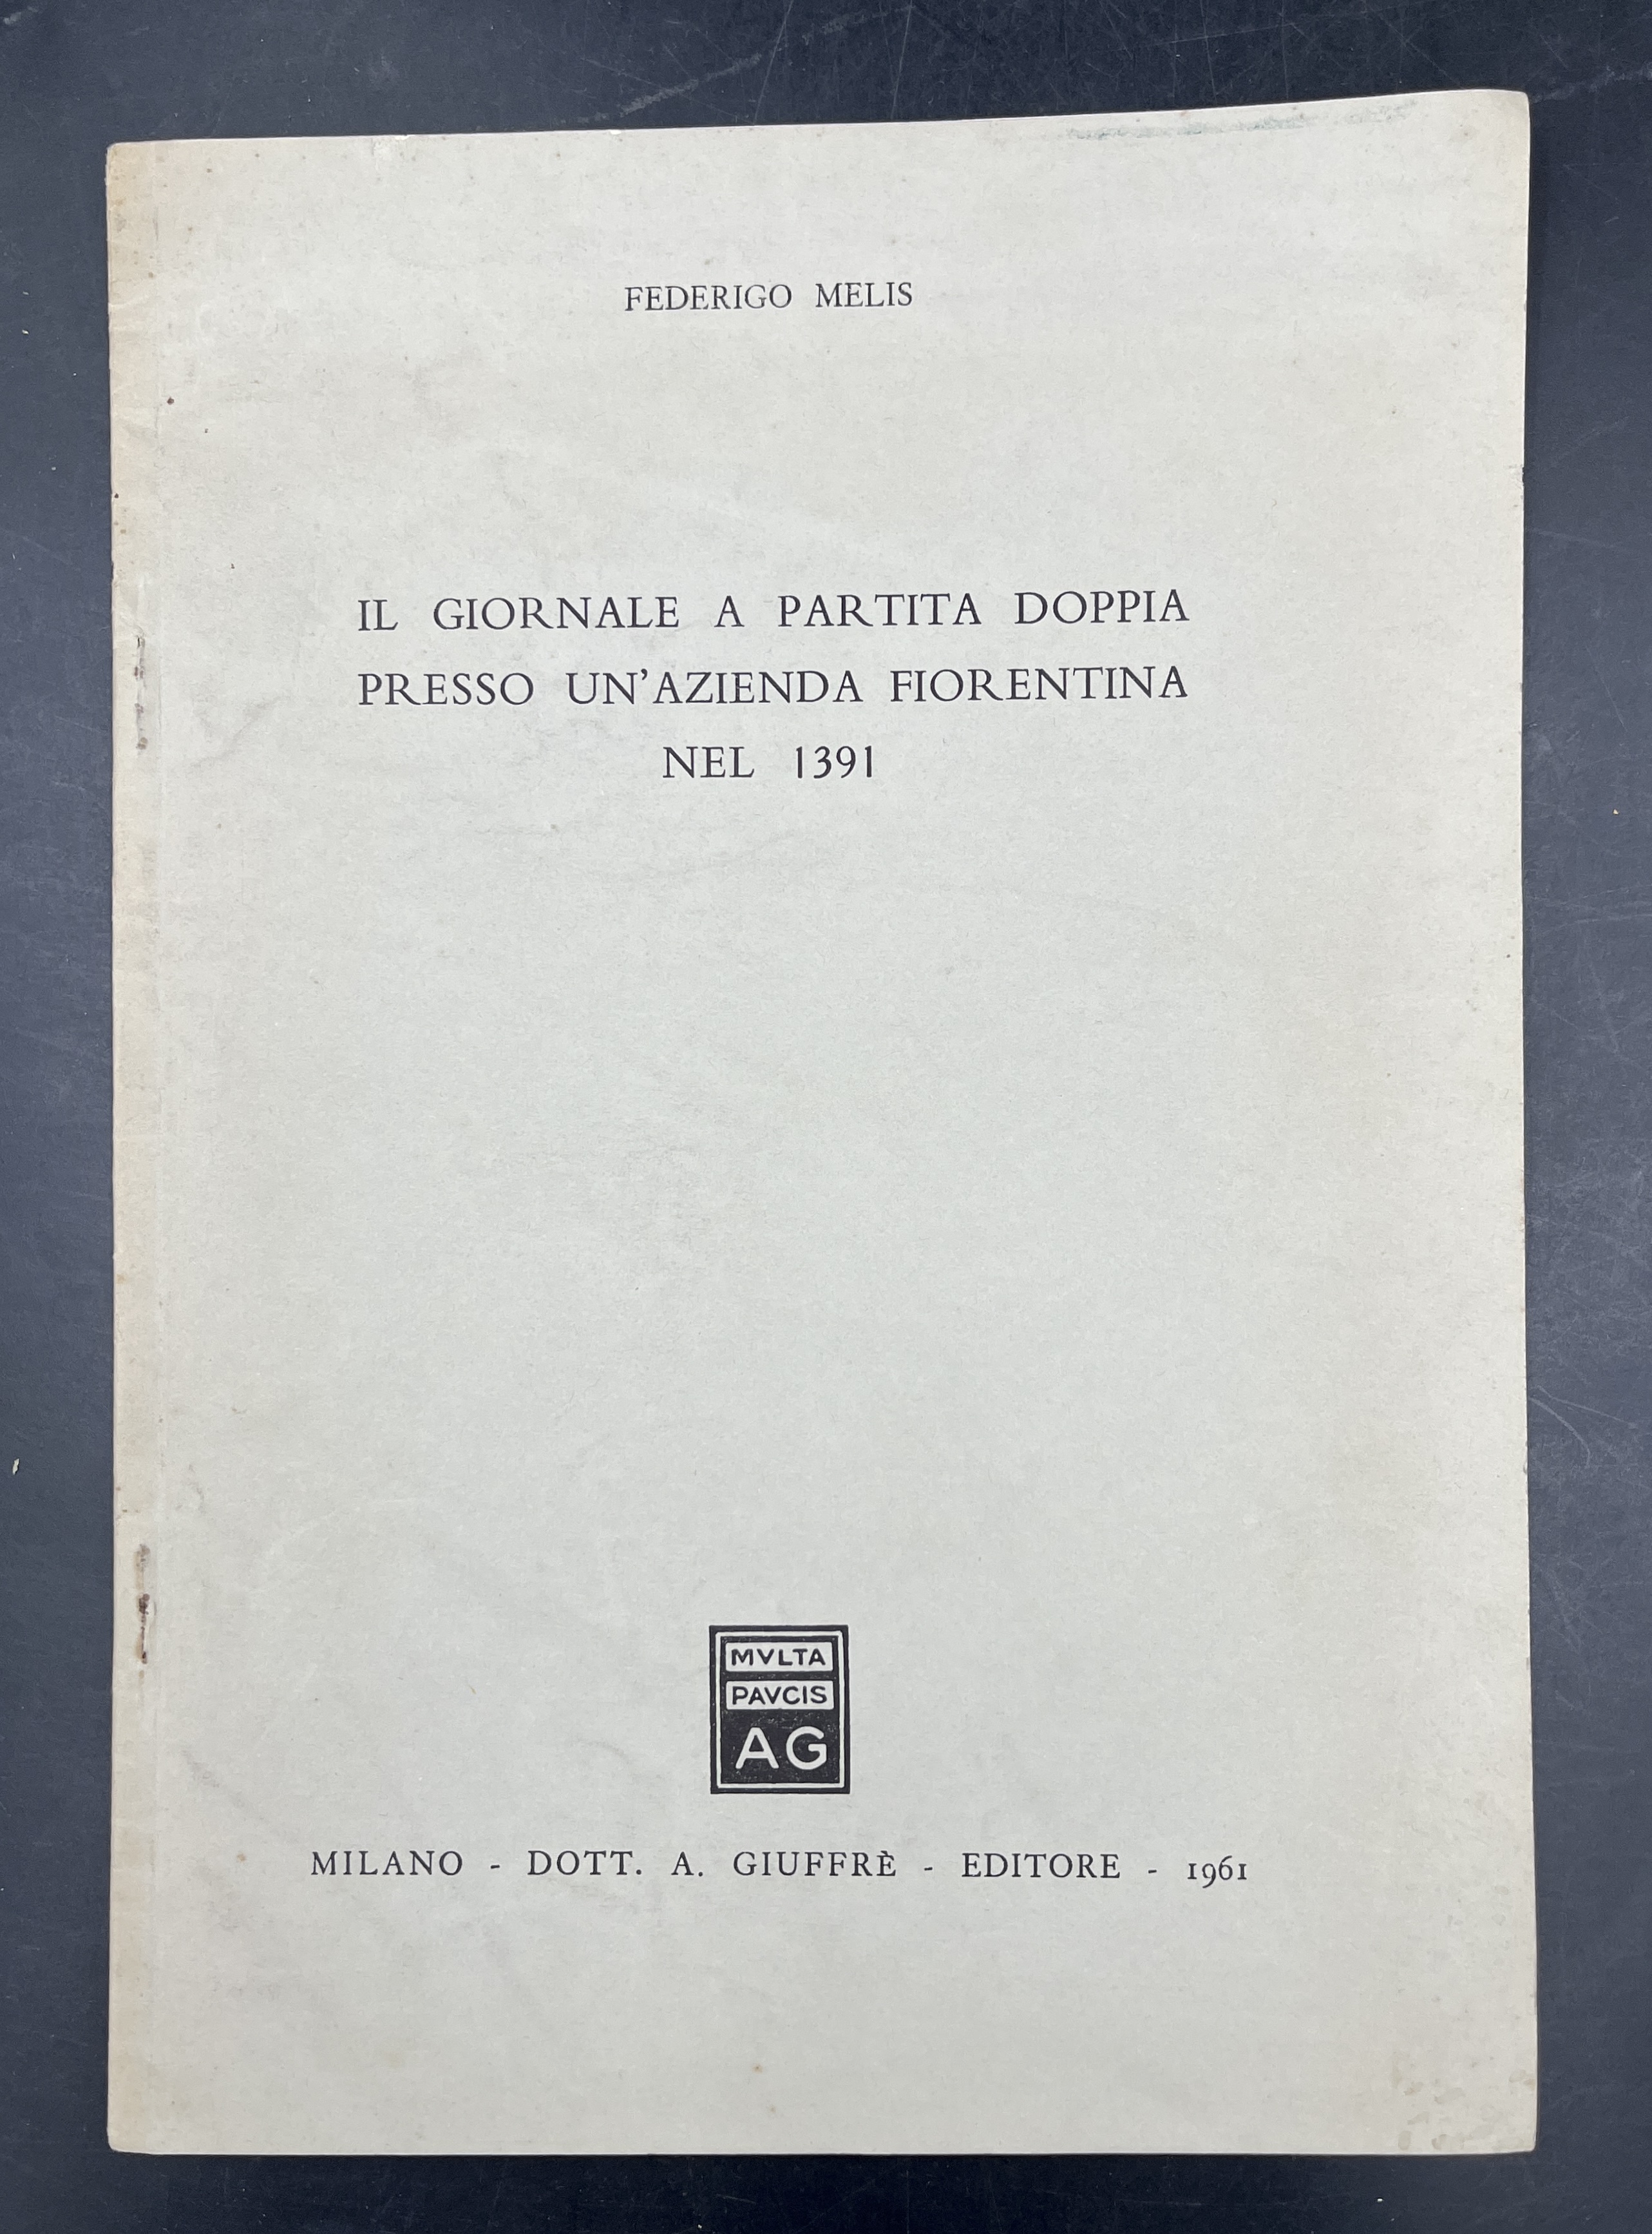 FEDERIGO MELIS
IL GIORNALE A PARTITA DOPPIA
PRESSO UN'AZIENDA FIORENTINA
NEL 1391
MVLTA
PAVCIS
AG
MILANO - DOTT. A. GIUFFRÈ - EDITORE - 1961